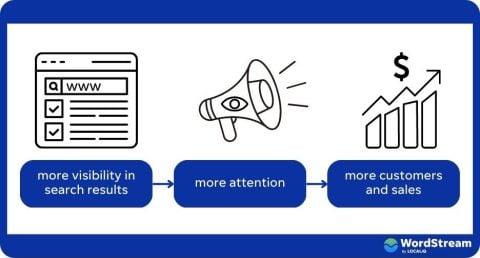 www
$
more visibility in
search results
more attention
more customers
and sales
WordStream
by LOCALiQ